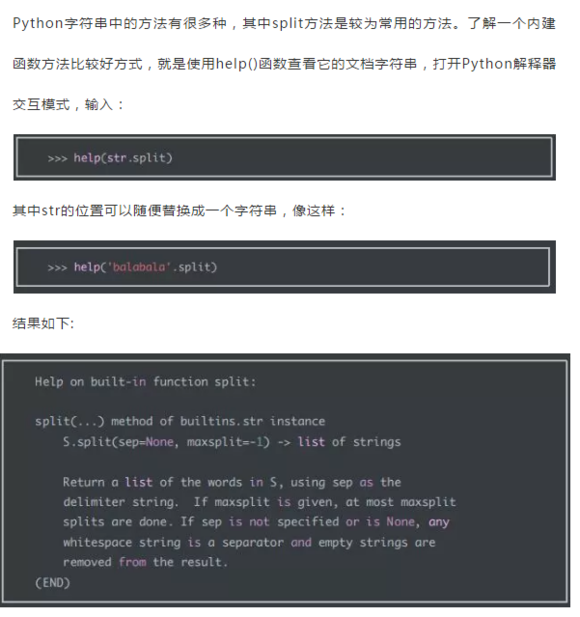 Python字符串中的方法有很多种，其中split方法是较为常用的方法。了解一个内建
函数方法比较好方式，就是使用help()函数查看它的文档字符串，打开Python解释器
交互模式，输入：
>>> help(str.split)
其中str的位置可以随便替换成一个字符串，像这样：
>>> help('balabala'.split)
结果如下:
Help on built-in function split:
split(...) method of builtins.str instance
S.split(sep=None, maxsplit=-1) -> list of strings
Return a list of the words in S, using sep as the
delimiter string.  If maxsplit is given, at most maxsplit
splits are done. If sep is not specified or is None, any
whitespace string is a separator and empty strings are
removed from the result.
(END)